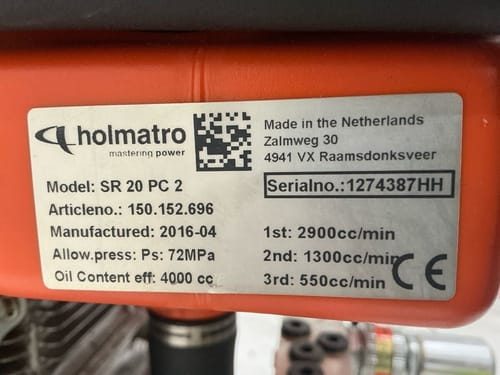 holmatro
mastering power
Made in the Netherlands
Zalmweg 30
4941 VX Raamsdonksveer
Model: SR 20 PC 2
Serialno.:1274387HH
Articleno.: 150.152.696
Manufactured: 2016-04
1st: 2900cc/min
Allow.press: Ps: 72MPa
2nd: 1300cc/min
Oil Content eff: 4000 cc
3rd: 550cc/min
CE